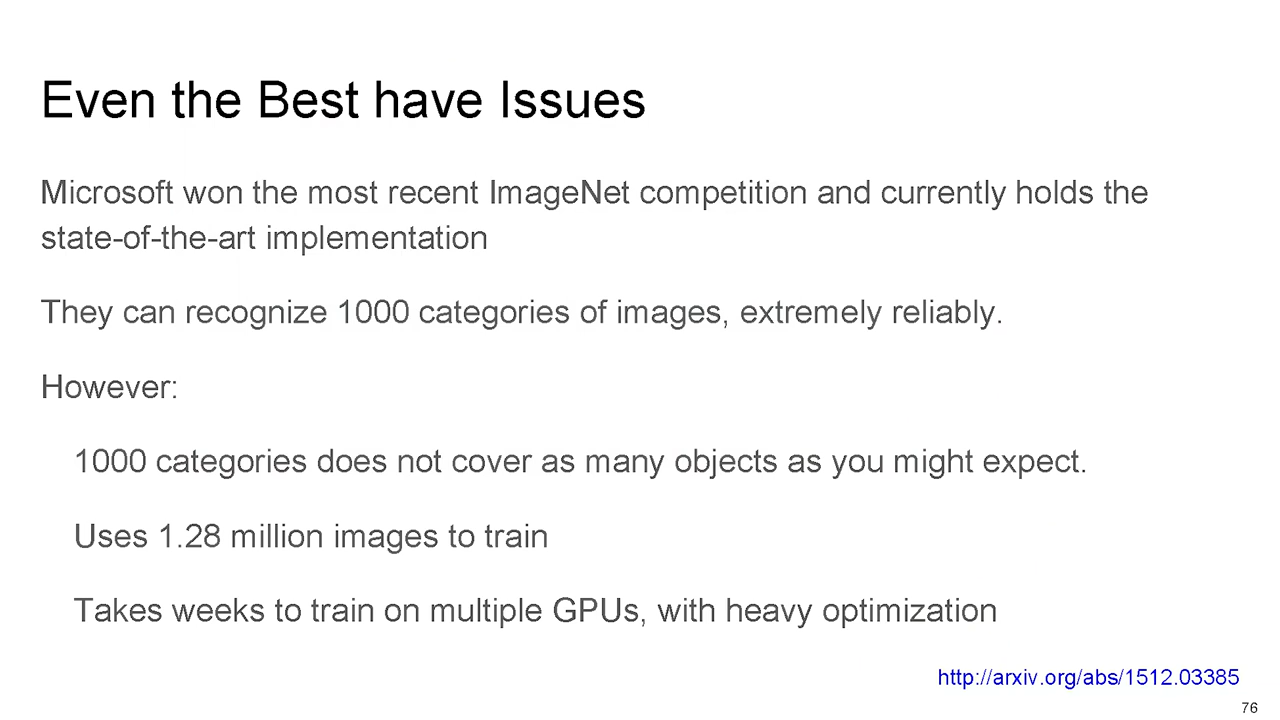 Even the Best have Issues
Microsoft won the most recent ImageNet competition and currently holds the
state-of-the-art implementation
They can recognize 1000 categories of images, extremely reliably.
However:
1000 categories does not cover as many objects as you might expect.
Uses 1.28 million images to train
Takes weeks to train on multiple GPUs, with heavy optimization
http://arxiv.org/abs/1512.03385
76